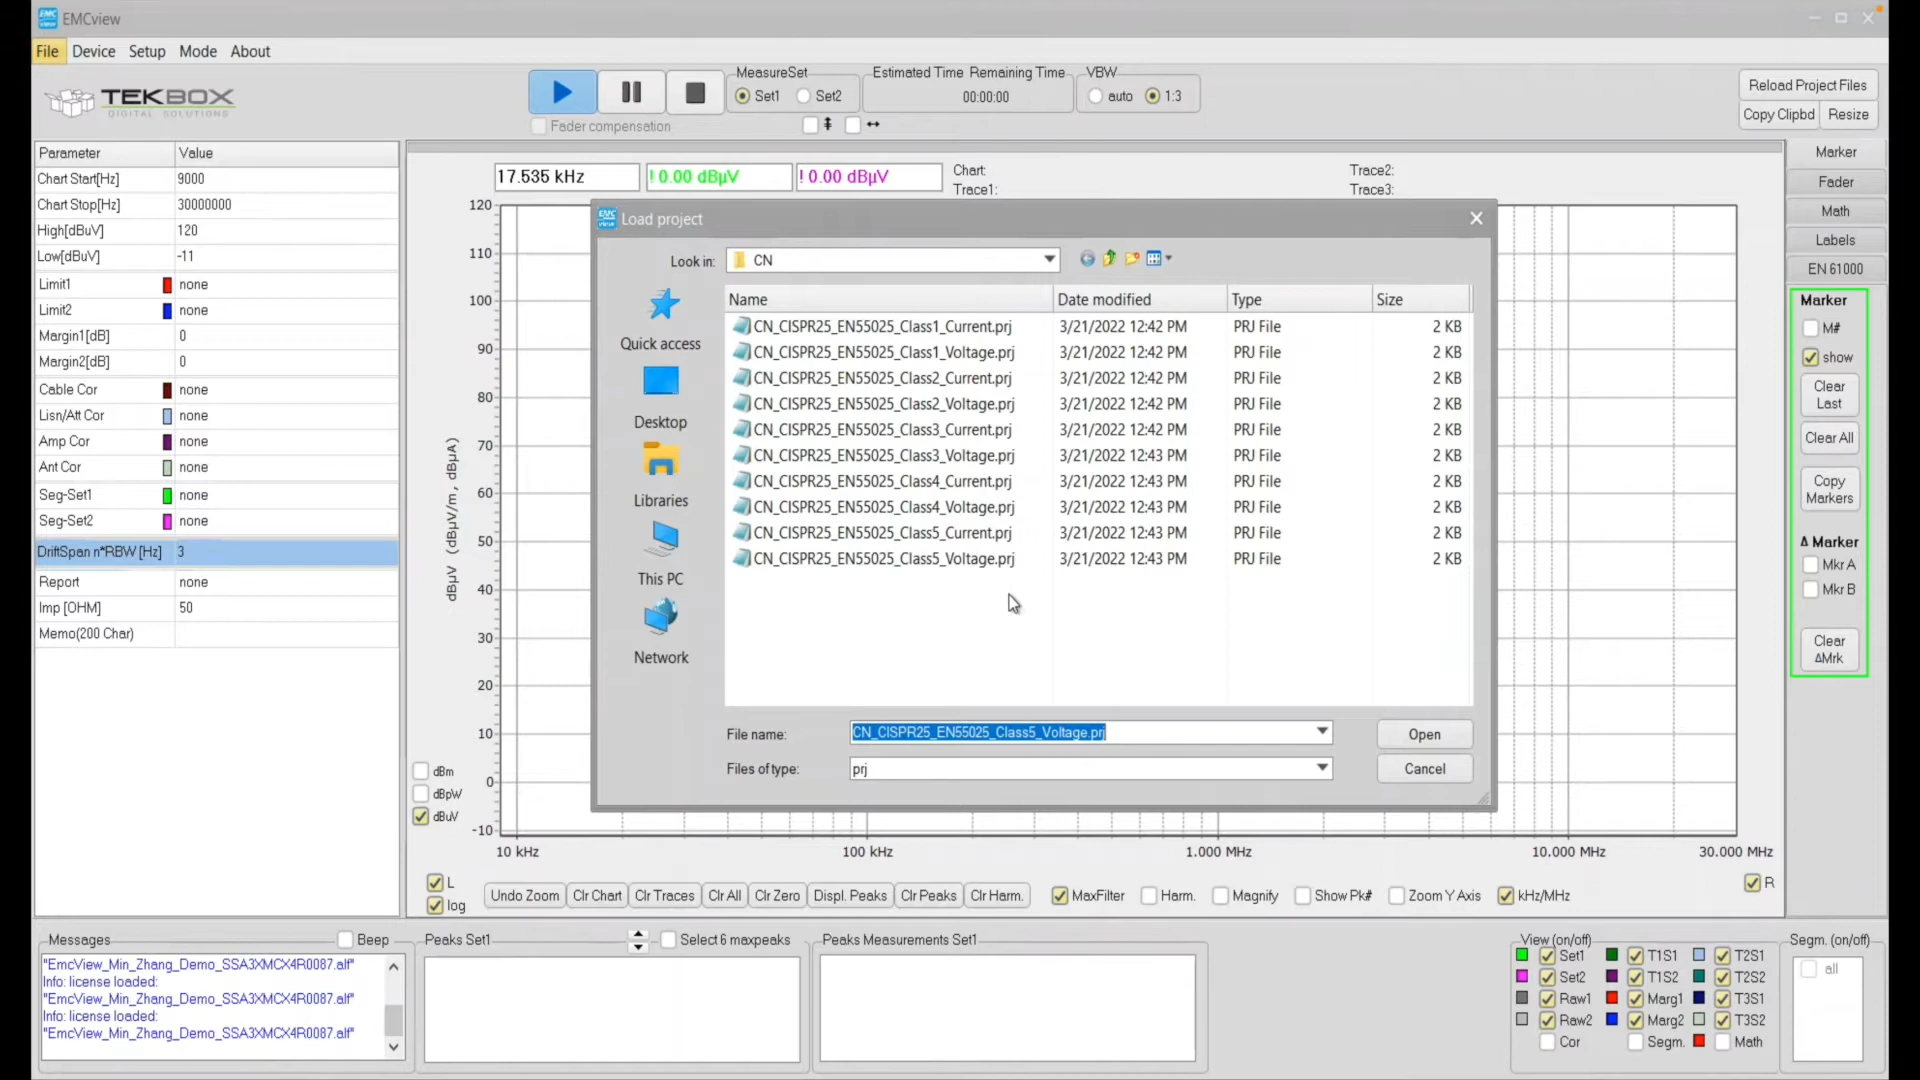 EMCview
File Device Setup Mode About
TEKBOX
DIGITAL SOLUTIONS
MeasureSet
Set1 Set2
Estimated Time Remaining Time
00:00:00
VBW
auto 1:3
Fader compensation
Reload Project Files
Copy Clipbd Resize
Parameter Value
Chart Start[Hz] 9000
Chart Stop[Hz] 30000000
High[dBuV] 120
Low[dBuV] -11
Limit1 none
Limit2 none
Margin1[dB] 0
Margin2[dB] 0
Cable Cor none
Lisn/Att Cor none
Amp Cor none
Ant Cor none
Seg-Set1 none
Seg-Set2 none
DriftSpan n*RBW [Hz] 3
Report none
Imp [OHM] 50
Memo(200 Char)
17.535 kHz ! 0.00 dBµV ! 0.00 dBµV
Chart:
Trace1:
Trace2:
Trace3:
120
110
100
90
80
70
60
50
40
30
20
10
0
-10
dBµV (dBµV/m, dBµA)
10 kHz 100 kHz 1.000 MHz 10.000 MHz 30.000 MHz
dBm
dBpW
dBuV
Load project
Look in: CN
Quick access
Desktop
Libraries
This PC
Network
Name Date modified Type Size
CN_CISPR25_EN55025_Class1_Current.prj 3/21/2022 12:42 PM PRJ File 2 KB
CN_CISPR25_EN55025_Class1_Voltage.prj 3/21/2022 12:42 PM PRJ File 2 KB
CN_CISPR25_EN55025_Class2_Current.prj 3/21/2022 12:42 PM PRJ File 2 KB
CN_CISPR25_EN55025_Class2_Voltage.prj 3/21/2022 12:42 PM PRJ File 2 KB
CN_CISPR25_EN55025_Class3_Current.prj 3/21/2022 12:42 PM PRJ File 2 KB
CN_CISPR25_EN55025_Class3_Voltage.prj 3/21/2022 12:43 PM PRJ File 2 KB
CN_CISPR25_EN55025_Class4_Current.prj 3/21/2022 12:43 PM PRJ File 2 KB
CN_CISPR25_EN55025_Class4_Voltage.prj 3/21/2022 12:43 PM PRJ File 2 KB
CN_CISPR25_EN55025_Class5_Current.prj 3/21/2022 12:43 PM PRJ File 2 KB
CN_CISPR25_EN55025_Class5_Voltage.prj 3/21/2022 12:43 PM PRJ File 2 KB
File name: CN_CISPR25_EN55025_Class5_Voltage.prj Open
Files of type: prj Cancel
Marker
Fader
Math
Labels
EN 61000
Marker
M#
show
Clear
Last
Clear All
Copy
Markers
Δ Marker
Mkr A
Mkr B
Clear
ΔMrk
L
log
Undo Zoom Clr Chart Clr Traces Clr All Clr Zero Displ. Peaks Clr Peaks Clr Harm. MaxFilter Harm. Magnify Show Pk# Zoom Y Axis kHz/MHz
R
Messages Beep
"EmcView_Min_Zhang_Demo_SSA3XMCX4R0087.alf"
Info: license loaded:
"EmcView_Min_Zhang_Demo_SSA3XMCX4R0087.alf"
Info: license loaded:
"EmcView_Min_Zhang_Demo_SSA3XMCX4R0087.alf"
Peaks Set1 Select 6 maxpeaks
Peaks Measurements Set1
View (on/off)
Set1 T1S1 T2S1
Set2 T1S2 T2S2
Raw1 Marg1 T3S1
Raw2 Marg2 T3S2
Cor Segm. Math
Segm. (on/off)
all